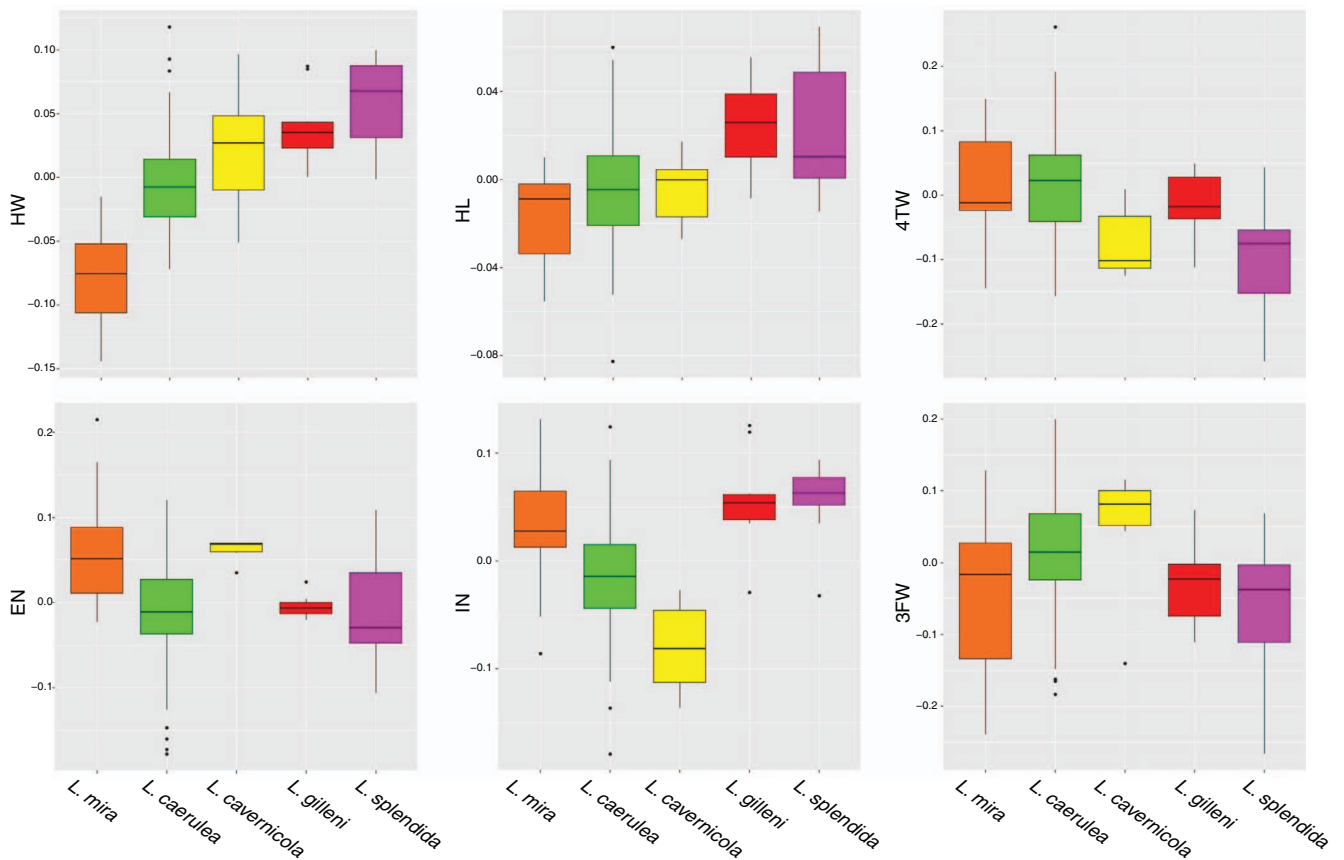 HW
0.10
0.05
0.00
−0.05
−0.10
−0.15
HL
0.04
0.00
−0.04
−0.08
4TW
0.2
0.1
0.0
−0.1
−0.2
EN
0.2
0.1
0.0
−0.1
L. mira
L. caerulea
L. cavernicola
L. gilleni
L. splendida
IN
0.1
0.0
−0.1
L. mira
L. caerulea
L. cavernicola
L. gilleni
L. splendida
3FW
0.2
0.1
0.0
−0.1
−0.2
L. mira
L. caerulea
L. cavernicola
L. gilleni
L. splendida